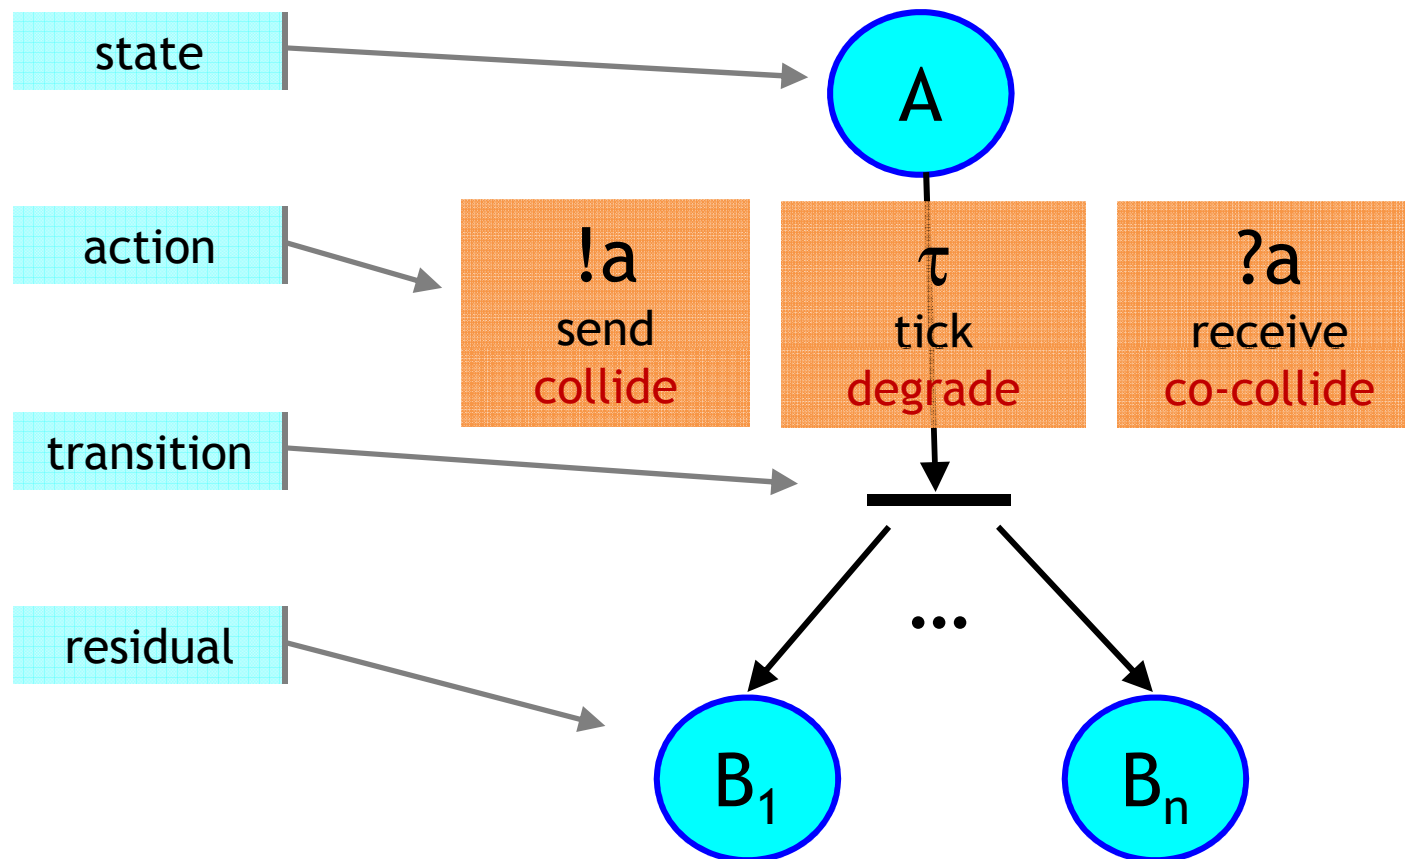 state
A
action
!a
send
collide
τ
tick
degrade
?a
receive
co-collide
transition
...
residual
B₁
Bₙ